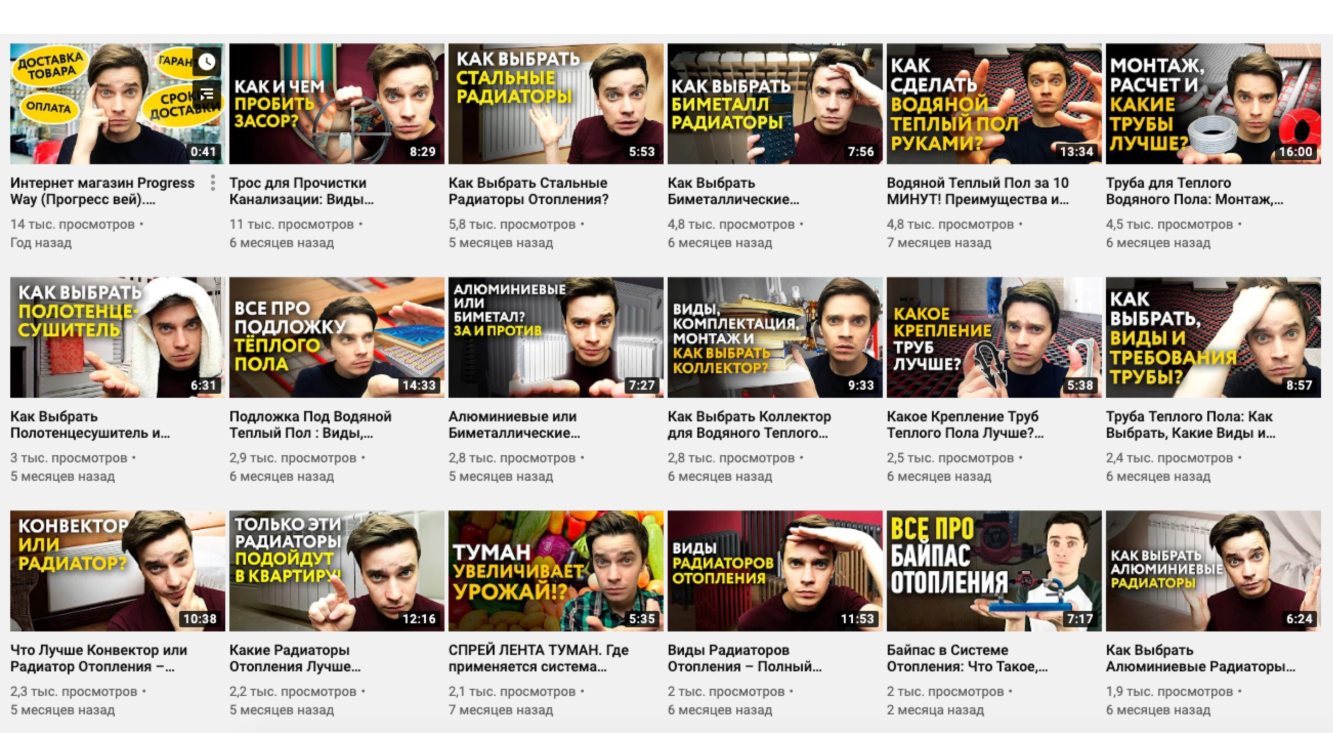 ДОСТАВКА
ТОВАРА
ГАРАН
ОПЛАТА
СРОК
ДОСТАВКИ
0:41
КАК И ЧЕМ
ПРОБИТЬ
ЗАСОР?
8:29
КАК ВЫБРАТЬ
СТАЛЬНЫЕ
РАДИАТОРЫ
5:53
КАК ВЫБРАТЬ
БИМЕТАЛЛ
РАДИАТОРЫ
7:56
КАК
СДЕЛАТЬ
ВОДЯНОЙ
ТЕПЛЫЙ ПОЛ
РУКАМИ?
13:34
МОНТАЖ,
РАСЧЕТ И
КАКИЕ
ТРУБЫ
ЛУЧШЕ?
16:00
Интернет магазин Progress
Way (Прогресс вей)....
14 тыс. просмотров •
Год назад
Трос для Прочистки
Канализации: Виды...
11 тыс. просмотров •
6 месяцев назад
Как Выбрать Стальные
Радиаторы Отопления?
5,8 тыс. просмотров •
5 месяцев назад
Как Выбрать
Биметаллические...
4,8 тыс. просмотров •
6 месяцев назад
Водяной Теплый Пол за 10
МИНУТ! Преимущества и...
4,8 тыс. просмотров •
7 месяцев назад
Труба для Теплого
Водяного Пола: Монтаж,...
4,5 тыс. просмотров •
6 месяцев назад
КАК ВЫБРАТЬ
ПОЛОТЕНЦЕ-
СУШИТЕЛЬ
6:31
ВСЕ ПРО
ПОДЛОЖКУ
ТЁПЛОГО
ПОЛА
14:33
АЛЮМИНИЕВЫЕ
ИЛИ
БИМЕТАЛ?
ЗА И ПРОТИВ
7:27
ВИДЫ,
КОМПЛЕКТАЦИЯ,
МОНТАЖ И
КАК ВЫБРАТЬ
КОЛЛЕКТОР?
9:33
КАКОЕ
КРЕПЛЕНИЕ
ТРУБ
ЛУЧШЕ?
5:38
КАК
ВЫБРАТЬ,
ВИДЫ И
ТРЕБОВАНИЯ
ТРУБЫ?
8:57
Как Выбрать
Полотенцесушитель и...
3 тыс. просмотров •
5 месяцев назад
Подложка Под Водяной
Теплый Пол : Виды,...
2,9 тыс. просмотров •
6 месяцев назад
Алюминиевые или
Биметаллические...
2,8 тыс. просмотров •
5 месяцев назад
Как Выбрать Коллектор
для Водяного Теплого...
2,8 тыс. просмотров •
6 месяцев назад
Какое Крепление Труб
Теплого Пола Лучше?...
2,5 тыс. просмотров •
6 месяцев назад
Труба Теплого Пола: Как
Выбрать, Какие Виды и...
2,4 тыс. просмотров •
6 месяцев назад
КОНВЕКТОР
ИЛИ
РАДИАТОР?
10:38
ТОЛЬКО ЭТИ
РАДИАТОРЫ
ПОДОЙДУТ
В КВАРТИРУ!
12:16
ТУМАН
УВЕЛИЧИВАЕТ
УРОЖАЙ!?
5:35
ВИДЫ
РАДИАТОРОВ
ОТОПЛЕНИЯ
11:53
ВСЕ ПРО
БАЙПАС
ОТОПЛЕНИЯ
7:17
КАК ВЫБРАТЬ
АЛЮМИНИЕВЫЕ
РАДИАТОРЫ
6:24
Что Лучше Конвектор или
Радиатор Отопления –...
2,3 тыс. просмотров •
5 месяцев назад
Какие Радиаторы
Отопления Лучше...
2,2 тыс. просмотров •
5 месяцев назад
СПРЕЙ ЛЕНТА ТУМАН. Где
применяется система...
2,1 тыс. просмотров •
7 месяцев назад
Виды Радиаторов
Отопления – Полный...
2 тыс. просмотров •
6 месяцев назад
Байпас в Системе
Отопления: Что Такое,...
2 тыс. просмотров •
2 месяца назад
Как Выбрать
Алюминиевые Радиаторы...
1,9 тыс. просмотров •
6 месяцев назад